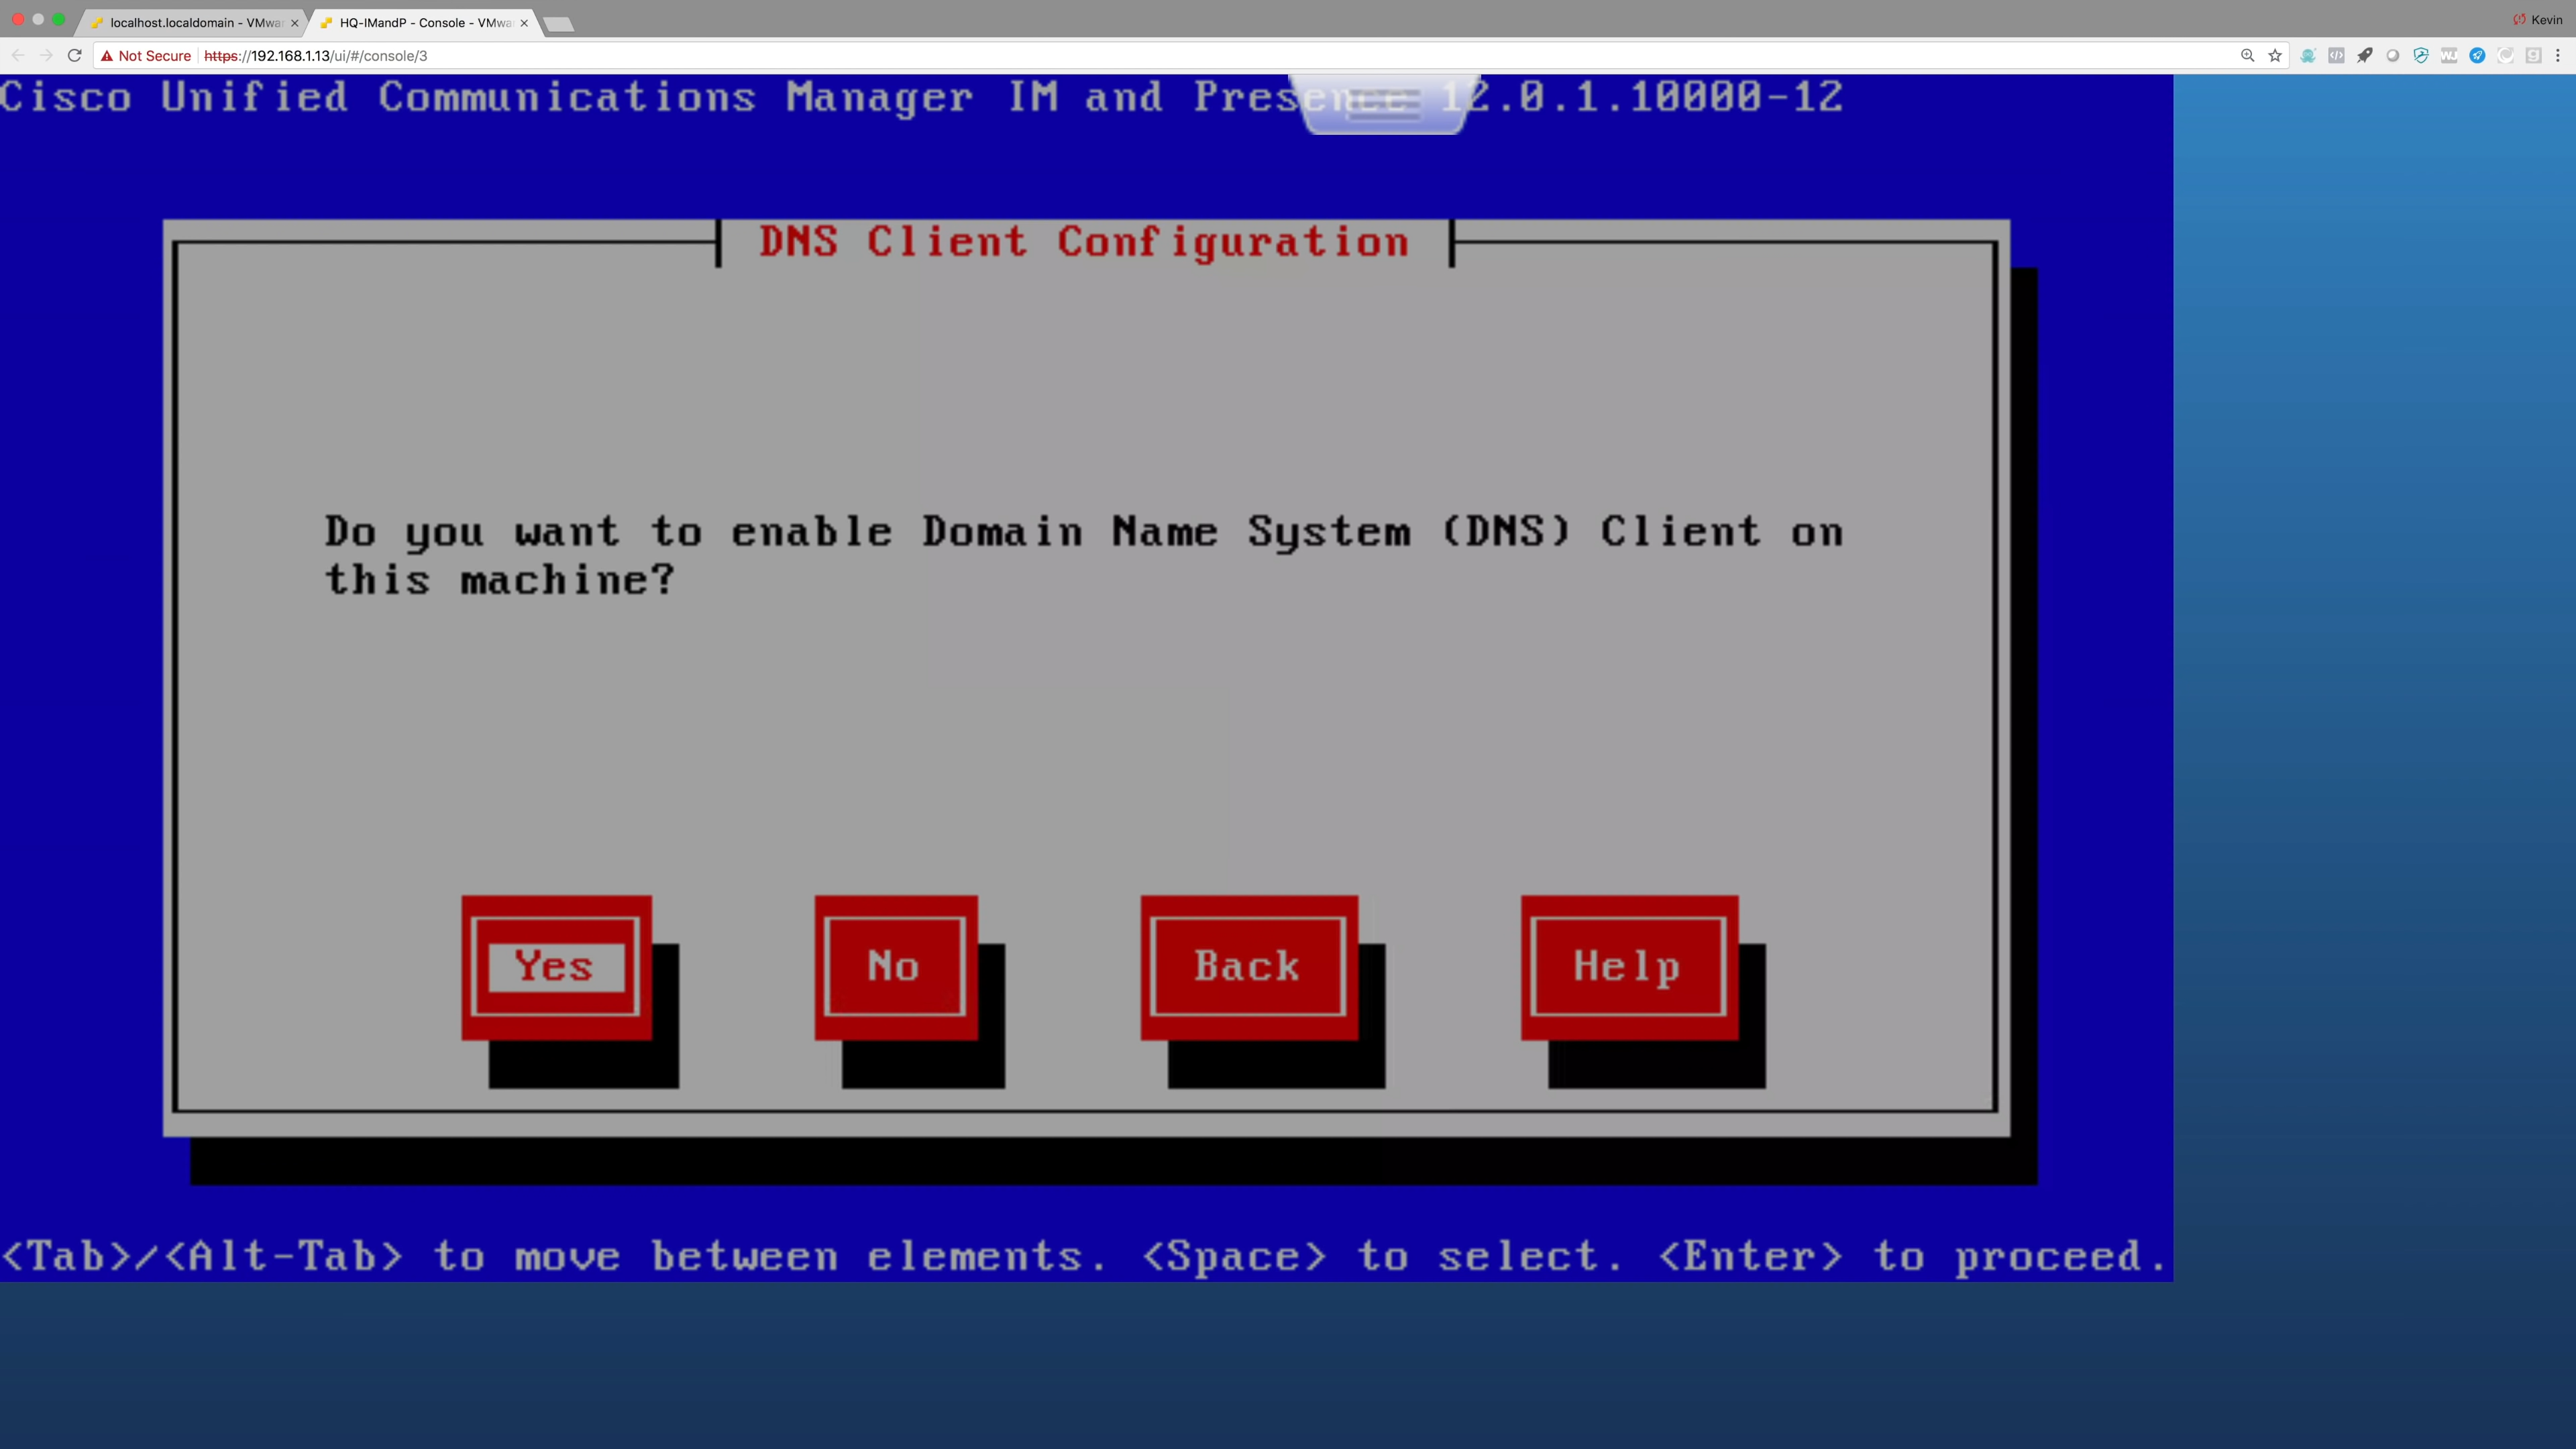 localhost.localdomain - VMwar
HQ-IMandP - Console - VMwa
Kevin
Not Secure https://192.168.1.13/ui/#/console/3
Cisco Unified Communications Manager IM and Presence 12.0.1.10000-12
DNS Client Configuration
Do you want to enable Domain Name System (DNS) Client on
this machine?
Yes No Back Help
<Tab>/<Alt-Tab> to move between elements. <Space> to select. <Enter> to proceed.